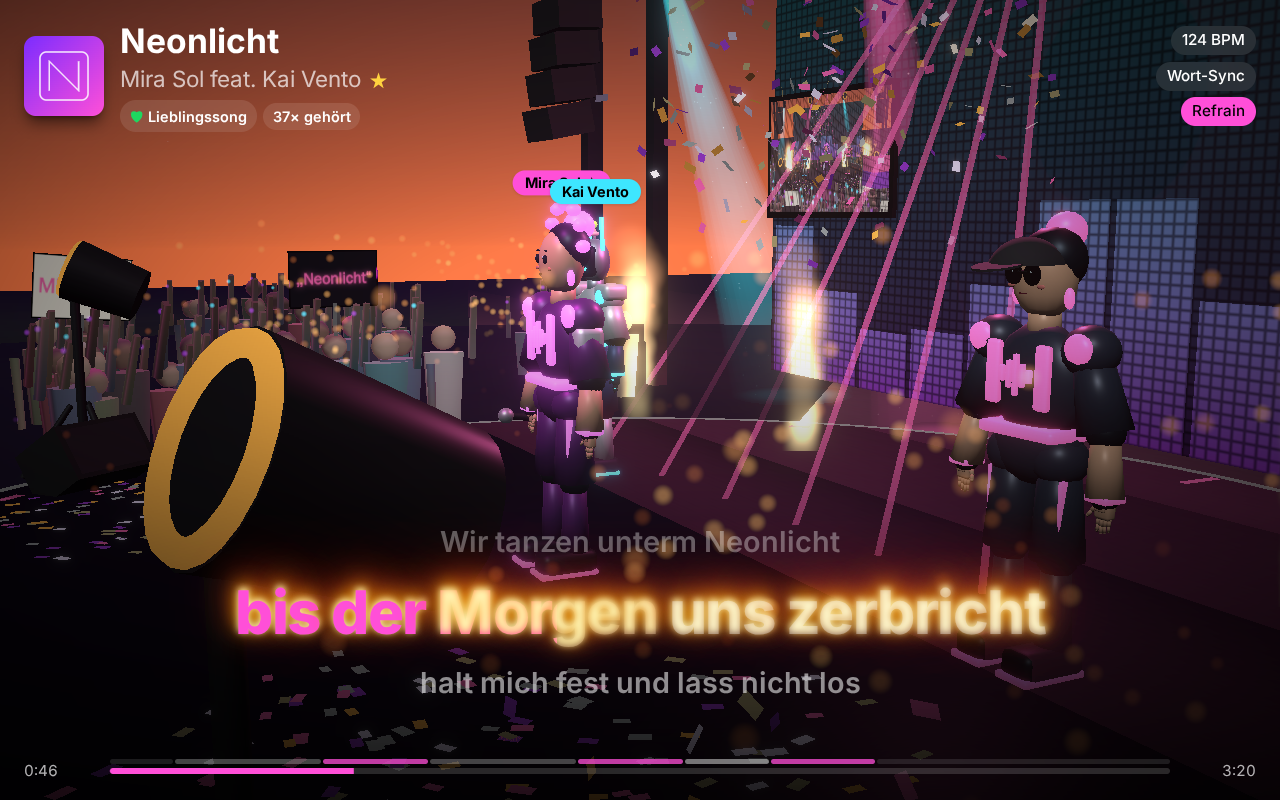 N
Neonlicht
Mira Sol feat. Kai Vento ★
Lieblingssong
37× gehört
124 BPM
Wort-Sync
Refrain
Kai Vento
„Neonlicht“
Wir tanzen unterm Neonlicht
bis der Morgen uns zerbricht
halt mich fest und lass nicht los
0:46
3:20